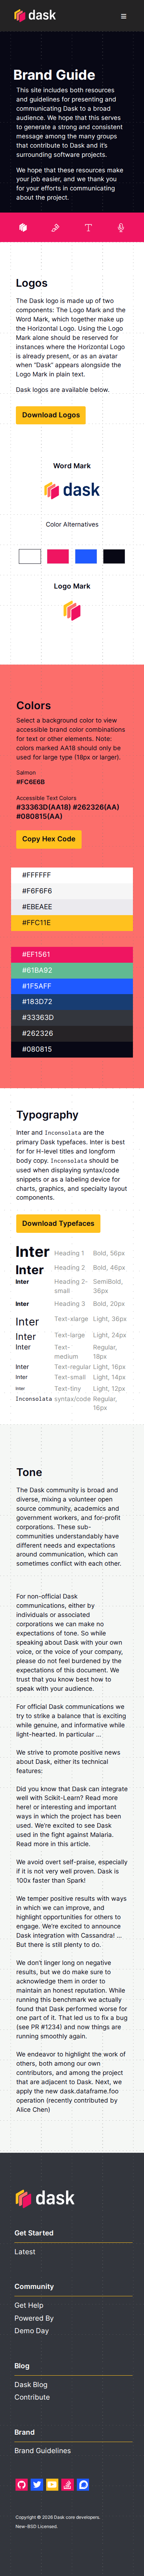 dask
Brand Guide
This site includes both resources
and guidelines for presenting and
communicating Dask to a broad
audience. We hope that this serves
to generate a strong and consistent
message among the many groups
that contribute to Dask and it's
surrounding software projects.
We hope that these resources make
your job easier, and we thank you
for your efforts in communicating
about the project.
Logos
The Dask logo is made up of two
components: The Logo Mark and the
Word Mark, which together make up
the Horizontal Logo. Using the Logo
Mark alone should be reserved for
instances where the Horizontal Logo
is already present, or as an avatar
when "Dask" appears alongside the
Logo Mark in plain text.
Dask logos are available below.
Download Logos
Word Mark
dask
Color Alternatives
Logo Mark
Colors
Select a background color to view
accessible brand color combinations
for text or other elements. Note:
colors marked AA18 should only be
used for large type (18px or larger).
Salmon
#FC6E6B
Accessible Text Colors
#33363D(AA18) #262326(AA)
#080815(AA)
Copy Hex Code
#FFFFFF
#F6F6F6
#EBEAEE
#FFC11E
#EF1561
#61BA92
#1F5AFF
#183D72
#33363D
#262326
#080815
Typography
Inter and Inconsolata are the
primary Dask typefaces. Inter is best
for for H-level titles and longform
body copy. Inconsolata should be
used when displaying syntax/code
snippets or as a labeling device for
charts, graphics, and specialty layout
components.
Download Typefaces
Inter Heading 1 Bold, 56px
Inter Heading 2 Bold, 46px
Inter Heading 2- SemiBold,
small 36px
Inter Heading 3 Bold, 20px
Inter Text-xlarge Light, 36px
Inter Text-large Light, 24px
Inter Text- Regular,
medium 18px
Inter Text-regular Light, 16px
Inter Text-small Light, 14px
Inter Text-tiny Light, 12px
Inconsolata syntax/code Regular,
16px
Tone
The Dask community is broad and
diverse, mixing a volunteer open
source community, academics and
government workers, and for-profit
corporations. These sub-
communities understandably have
different needs and expectations
around communication, which can
sometimes conflict with each other.
For non-official Dask
communications, either by
individuals or associated
corporations we can make no
expectations of tone. So while
speaking about Dask with your own
voice, or the voice of your company,
please do not feel burdened by the
expectations of this document. We
trust that you know best how to
speak with your audience.
For official Dask communications we
try to strike a balance that is exciting
while genuine, and informative while
light-hearted. In particular ...
We strive to promote positive news
about Dask, either its technical
features:
Did you know that Dask can integrate
well with Scikit-Learn? Read more
here! or interesting and important
ways in which the project has been
used. We're excited to see Dask
used in the fight against Malaria.
Read more in this article.
We avoid overt self-praise, especially
if it is not very well proven. Dask is
100x faster than Spark!
We temper positive results with ways
in which we can improve, and
highlight opportunities for others to
engage. We're excited to announce
Dask integration with Cassandra! ...
But there is still plenty to do.
We don't linger long on negative
results, but we do make sure to
acknowledge them in order to
maintain an honest reputation. While
running this benchmark we actually
found that Dask performed worse for
one part of it. That led us to fix a bug
(see PR #1234) and now things are
running smoothly again.
We endeavor to highlight the work of
others, both among our own
contributors, and among the project
that are adjacent to Dask. Next, we
apply the new dask.dataframe.foo
operation (recently contributed by
Alice Chen)
dask
Get Started
Latest
Community
Get Help
Powered By
Demo Day
Blog
Dask Blog
Contribute
Brand
Brand Guidelines
Copyright © 2026 Dask core developers.
New-BSD Licensed.